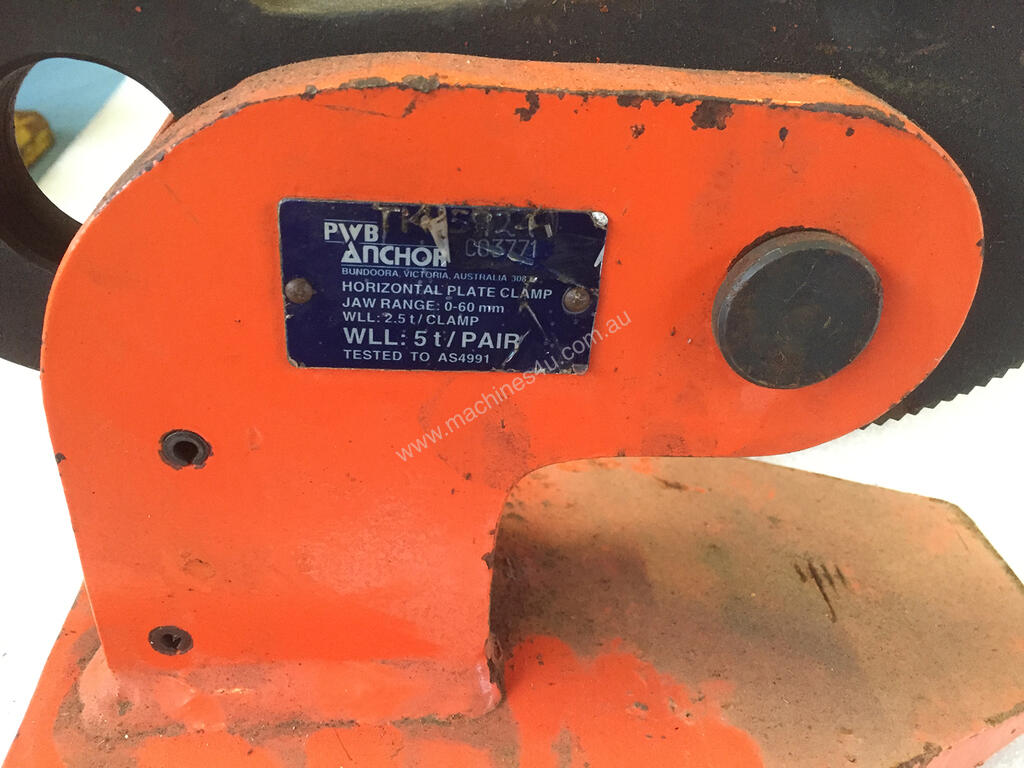 PWB
ANCHOR C03771
BUNDOORA, VICTORIA, AUSTRALIA
HORIZONTAL PLATE CLAMP
JAW RANGE: 0-60 mm
WLL: 2.5 t / CLAMP
WLL: 5 t / PAIR
TESTED TO AS4991
www.machines4u.com.au